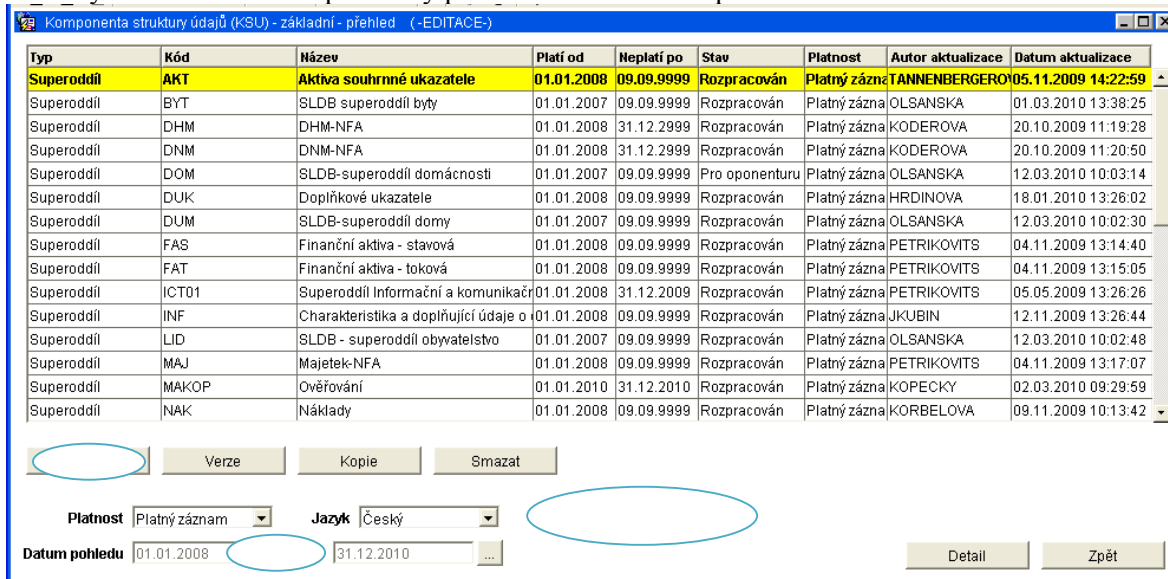 Komponenta struktury údajů (KSU) - základní - přehled (-EDITACE-)
Typ Kód Název Platí od Neplatí po Stav Platnost Autor aktualizace Datum aktualizace
Superoddíl AKT Aktiva souhrnné ukazatele 01.01.2008 09.09.9999 Rozpracován Platný zázna TANNENBERGEROV 05.11.2009 14:22:59
Superoddíl BYT SLDB superoddíl byty 01.01.2007 09.09.9999 Rozpracován Platný zázna OLSANSKA 01.03.2010 13:38:25
Superoddíl DHM DHM-NFA 01.01.2008 31.12.2999 Rozpracován Platný zázna KODEROVA 20.10.2009 11:19:28
Superoddíl DNM DNM-NFA 01.01.2008 31.12.2999 Rozpracován Platný zázna KODEROVA 20.10.2009 11:20:50
Superoddíl DOM SLDB-superoddíl domácnosti 01.01.2007 09.09.9999 Pro oponenturu Platný zázna OLSANSKA 12.03.2010 10:03:14
Superoddíl DUK Doplňkové ukazatele 01.01.2008 09.09.9999 Rozpracován Platný zázna HRDINOVA 18.01.2010 13:26:02
Superoddíl DUM SLDB-superoddíl domy 01.01.2007 09.09.9999 Rozpracován Platný zázna OLSANSKA 12.03.2010 10:02:30
Superoddíl FAS Finanční aktiva - stavová 01.01.2008 09.09.9999 Rozpracován Platný zázna PETRIKOVITS 04.11.2009 13:14:40
Superoddíl FAT Finanční aktiva - toková 01.01.2008 09.09.9999 Rozpracován Platný zázna PETRIKOVITS 04.11.2009 13:15:05
Superoddíl ICT01 Superoddíl Informační a komunikačn 01.01.2008 31.12.2009 Rozpracován Platný zázna PETRIKOVITS 05.05.2009 13:26:26
Superoddíl INF Charakteristika a doplňující údaje o 01.01.2008 09.09.9999 Rozpracován Platný zázna JKUBIN 12.11.2009 13:26:44
Superoddíl LID SLDB - superoddíl obyvatelstvo 01.01.2007 09.09.9999 Rozpracován Platný zázna OLSANSKA 12.03.2010 10:02:48
Superoddíl MAJ Majetek-NFA 01.01.2008 09.09.9999 Rozpracován Platný zázna PETRIKOVITS 04.11.2009 13:17:07
Superoddíl MAKOP Ověřování 01.01.2010 31.12.2010 Rozpracován Platný zázna KOPECKY 02.03.2010 09:29:59
Superoddíl NAK Náklady 01.01.2008 09.09.9999 Rozpracován Platný zázna KORBELOVA 09.11.2009 10:13:42
Verze Kopie Smazat
Platnost Platný záznam Jazyk Český
Datum pohledu 01.01.2008 31.12.2010 ... Detail Zpět